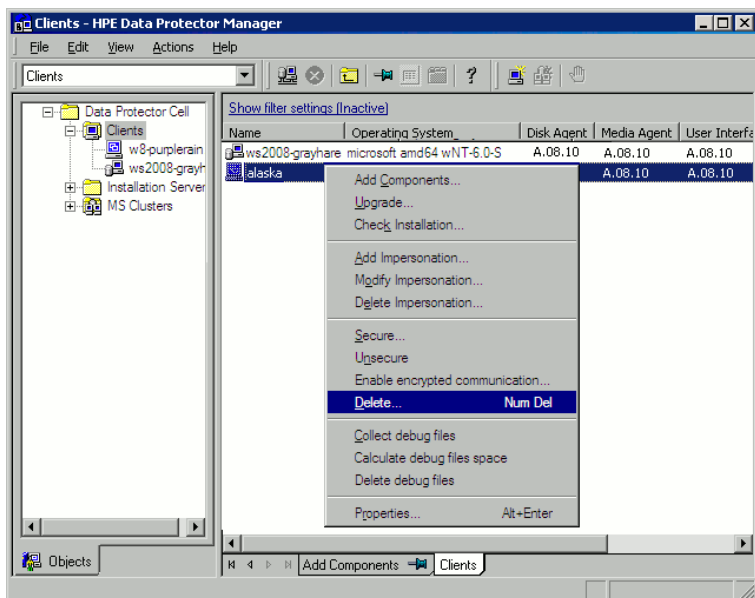 Clients - HPE Data Protector Manager
File Edit View Actions Help
Clients
Data Protector Cell
Clients
w8-purplerain
ws2008-grayh
Installation Server
MS Clusters
Objects
Show filter settings (Inactive)
Name Operating System Disk Agent Media Agent User Interfa
ws2008-grayhare microsoft amd64 wNT-6.0-S A.08.10 A.08.10 A.08.10
alaska A.08.10 A.08.10
Add Components...
Upgrade...
Check Installation...
Add Impersonation...
Modify Impersonation...
Delete Impersonation...
Secure...
Unsecure
Enable encrypted communication...
Delete... Num Del
Collect debug files
Calculate debug files space
Delete debug files
Properties... Alt+Enter
Add Components Clients